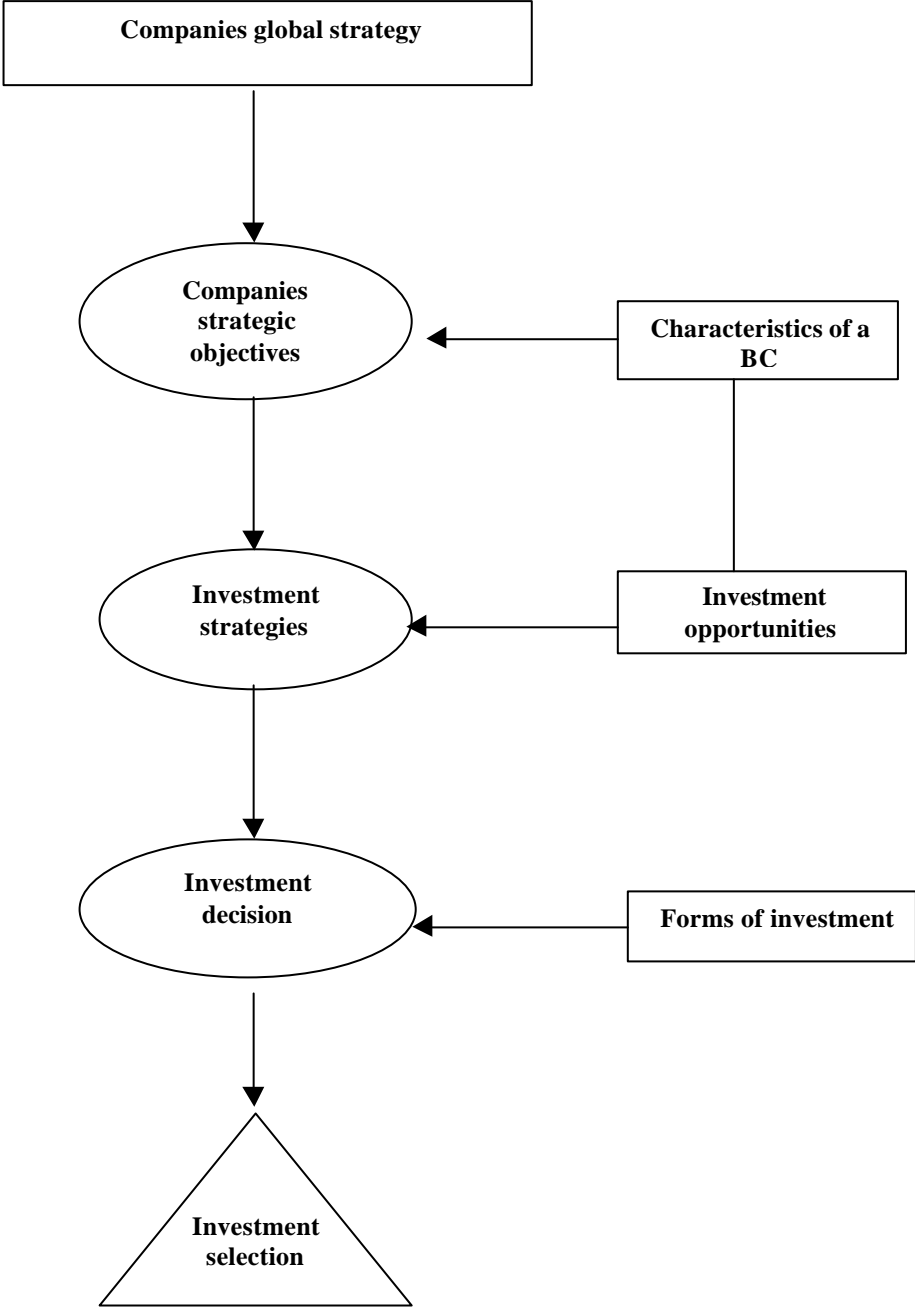 Companies global strategy
Companies
strategic
objectives
Characteristics of a
BC
Investment
strategies
Investment
opportunities
Investment
decision
Forms of investment
Investment
selection